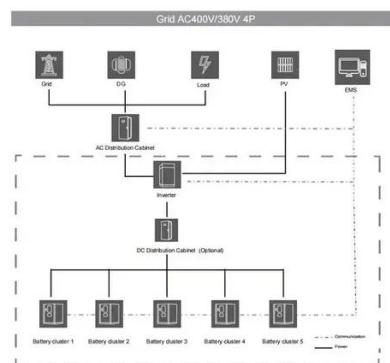 Grid AC400V/380V 4P
Grid
DG
Load
PV
EMS
AC Distribution Cabinet
Inverter
DC Distribution Cabinet (Optional)
Battery cluster 1
Battery cluster 2
Battery cluster 3
Battery cluster 4
Battery cluster 5
Communication
Power